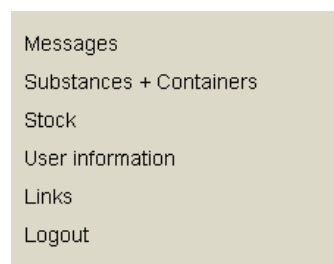 Messages
Substances + Containers
Stock
User information
Links
Logout